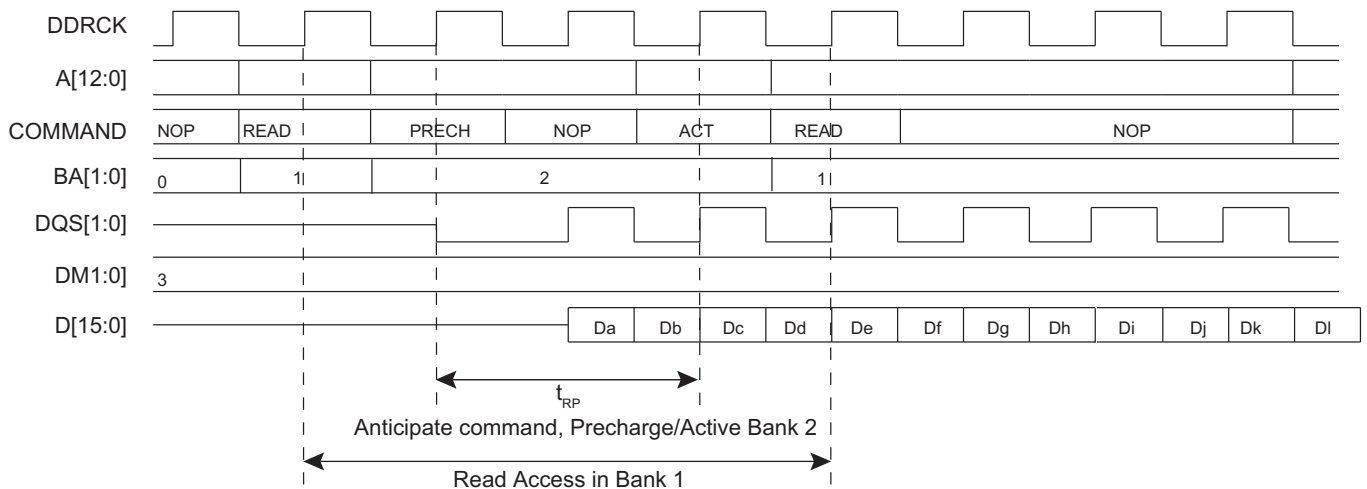 DDRCK
A[12:0]
COMMAND NOP READ PRECH NOP ACT READ NOP
BA[1:0] 0 1 2 1
DQS[1:0]
DM1:0] 3
D[15:0] Da Db Dc Dd De Df Dg Dh Di Dj Dk Dl
tRP
Anticipate command, Precharge/Active Bank 2
Read Access in Bank 1